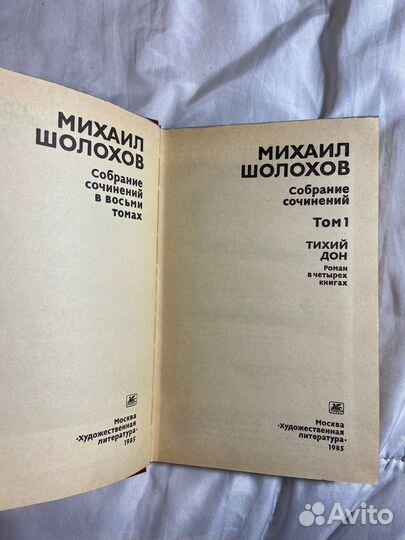 МИХАИЛ
ШОЛОХОВ
Собрание
сочинений
в восьми
томах
Москва
«Художественная
литература»
1985
МИХАИЛ
ШОЛОХОВ
Собрание
сочинений
Том 1
ТИХИЙ
ДОН
Роман
в четырех
книгах
Москва
«Художественная
литература»
1985
Avito